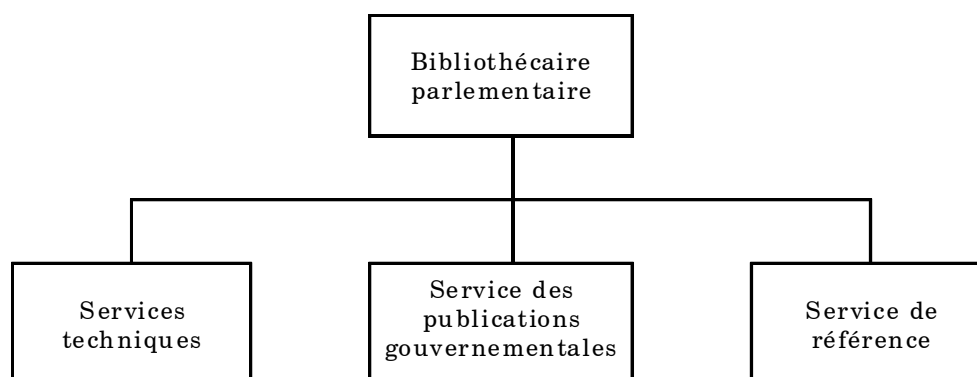 Bibliothécaire
parlementaire
Services
techniques
Service des
publications
gouvernementales
Service de
référence